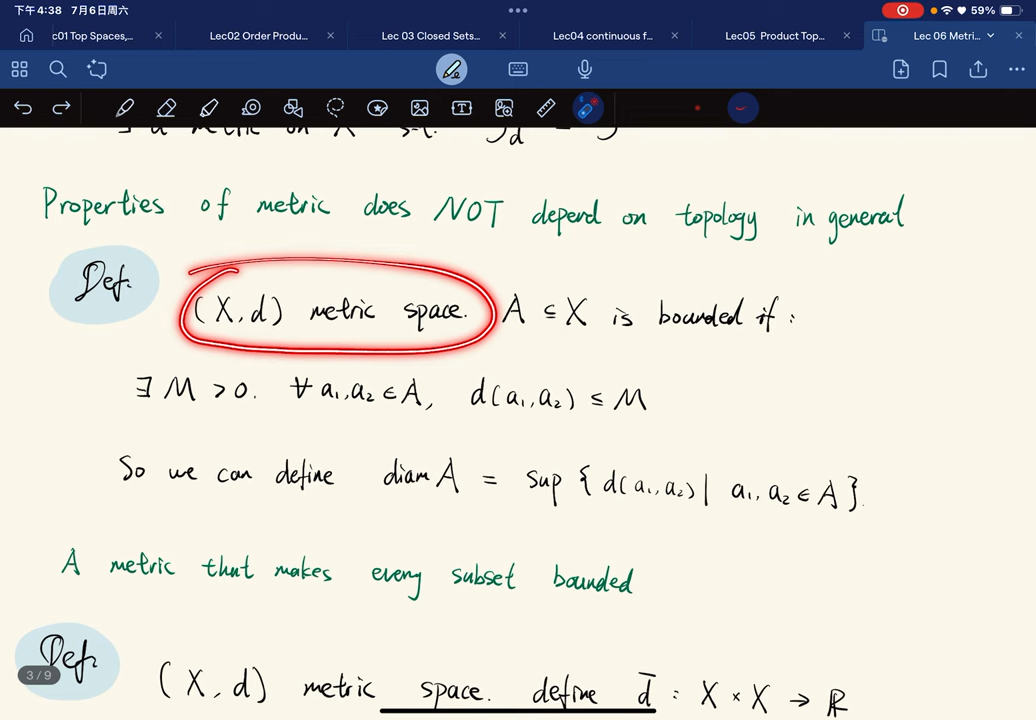 下午4:38 7月6日周六
59%
c01 Top Spaces,...
Lec02 Order Produ...
Lec 03 Closed Sets...
Lec04 continuous f...
Lec05 Product Top...
Lec 06 Metri...
∃ a metric on X s.t.
Properties of metric does NOT depend on topology in general
Def.
(X,d) metric space. A ⊆ X is bounded if :
∃ M > 0. ∀ a₁,a₂ ∈ A, d(a₁,a₂) ≤ M
So we can define diam A = sup { d(a₁,a₂) | a₁, a₂ ∈ A }.
A metric that makes every subset bounded
Def.
3 / 9
(X,d) metric space. define d̄ : X × X → ℝ